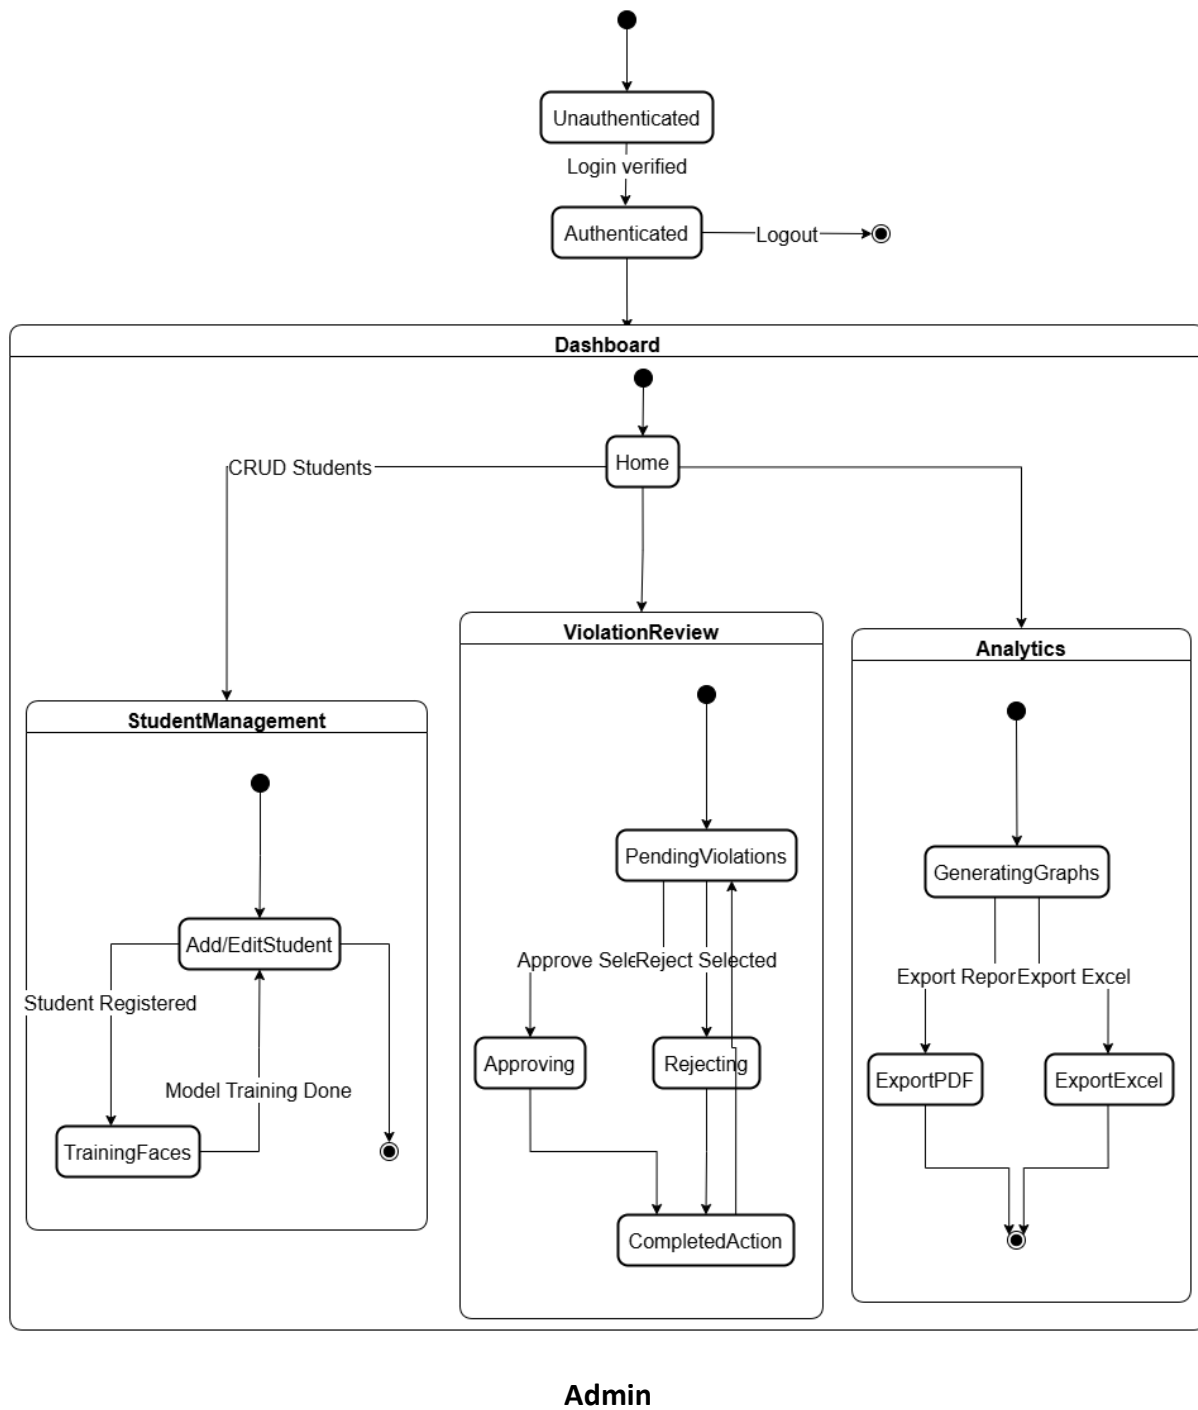 Unauthenticated
Login verified
Authenticated
Logout
Dashboard
Home
CRUD Students
ViolationReview
Analytics
StudentManagement
PendingViolations
GeneratingGraphs
Add/EditStudent
Approve Sele
Reject Selected
Export Repor
Export Excel
Student Registered
Approving
Rejecting
ExportPDF
ExportExcel
Model Training Done
TrainingFaces
CompletedAction
Admin